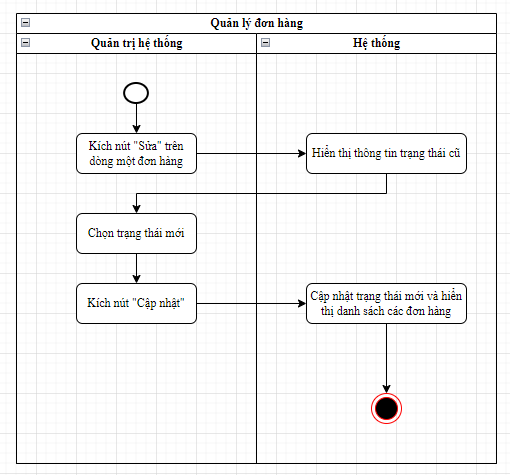 Quản lý đơn hàng
Quản trị hệ thống
Hệ thống
Kích nút "Sửa" trên
dòng một đơn hàng
Hiển thị thông tin trạng thái cũ
Chọn trạng thái mới
Kích nút "Cập nhật"
Cập nhật trạng thái mới và hiển
thị danh sách các đơn hàng